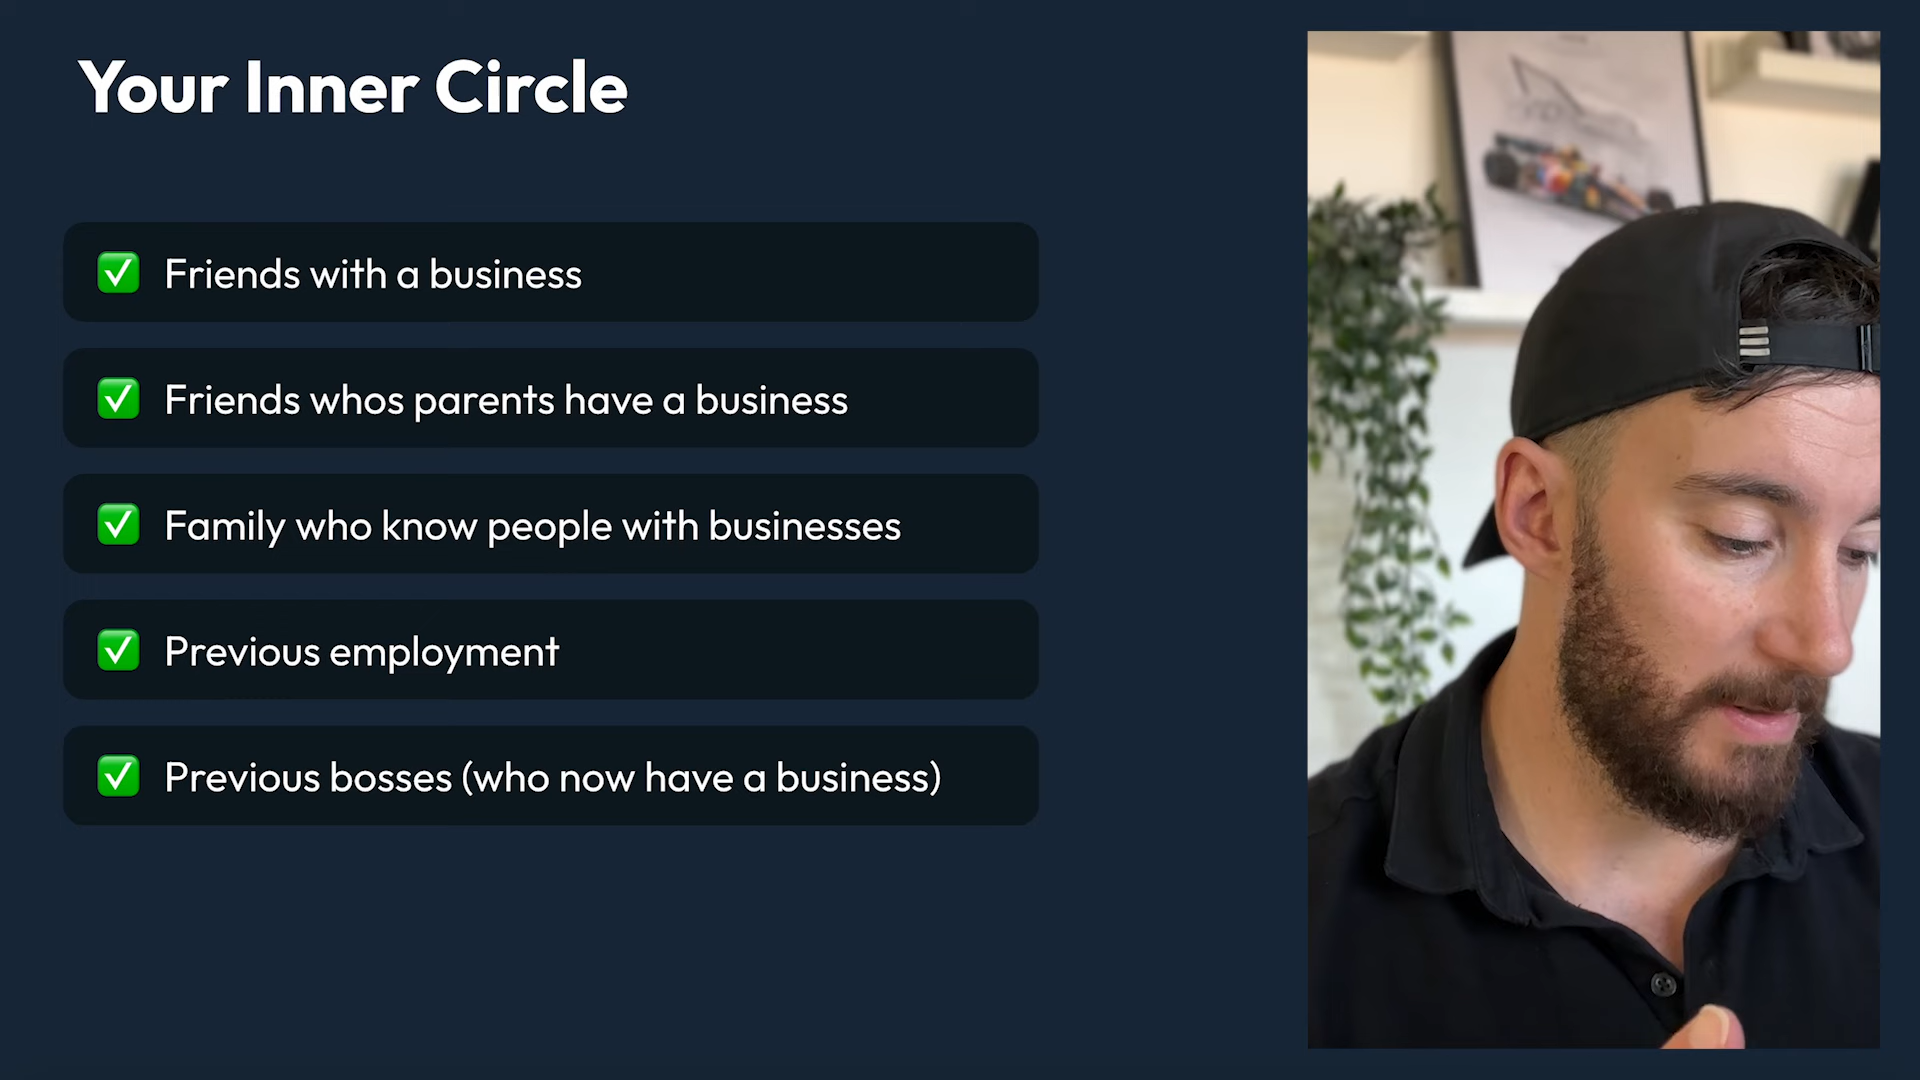 Your Inner Circle
✅ Friends with a business
✅ Friends whos parents have a business
✅ Family who know people with businesses
✅ Previous employment
✅ Previous bosses (who now have a business)